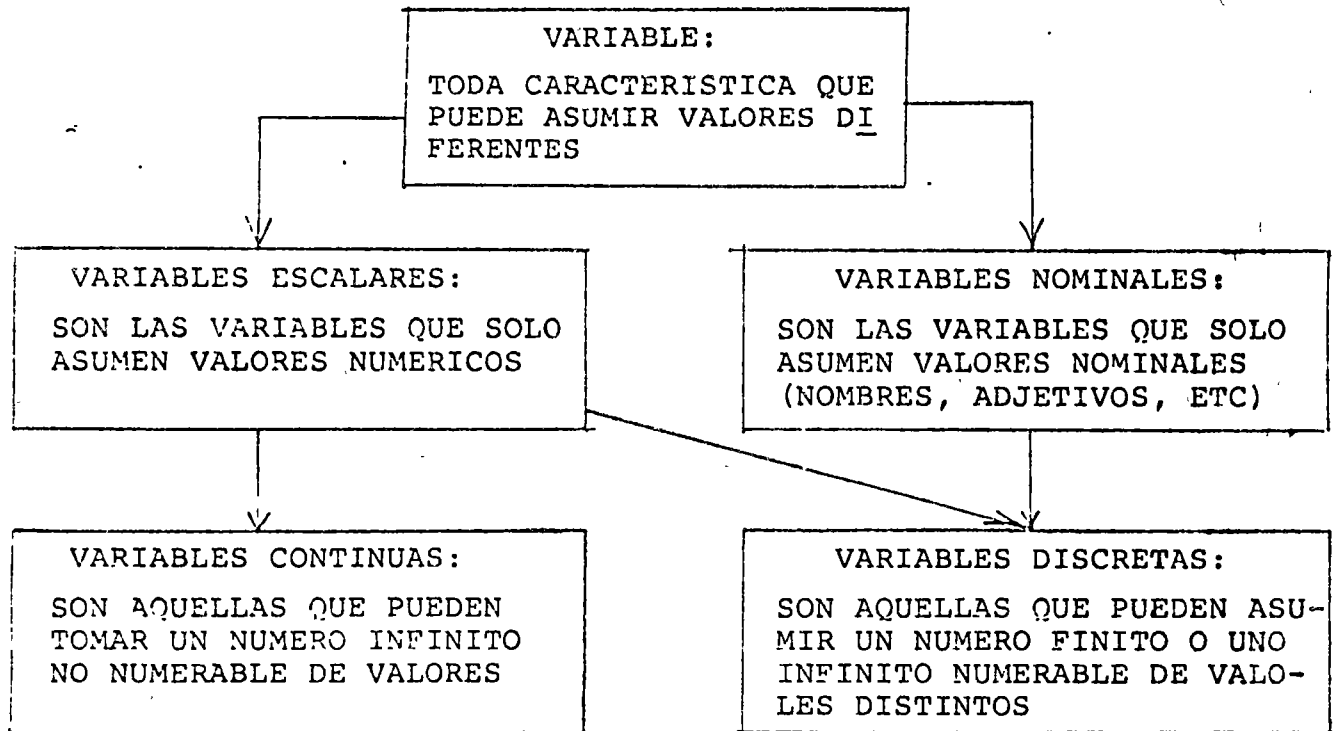 VARIABLE:
TODA CARACTERISTICA QUE
PUEDE ASUMIR VALORES DI
FERENTES
VARIABLES ESCALARES:
SON LAS VARIABLES QUE SOLO
ASUMEN VALORES NUMERICOS
VARIABLES NOMINALES:
SON LAS VARIABLES QUE SOLO
ASUMEN VALORES NOMINALES
(NOMBRES, ADJETIVOS, ETC)
VARIABLES CONTINUAS:
SON AQUELLAS QUE PUEDEN
TOMAR UN NUMERO INFINITO
NO NUMERABLE DE VALORES
VARIABLES DISCRETAS:
SON AQUELLAS QUE PUEDEN ASU-
MIR UN NUMERO FINITO O UNO
INFINITO NUMERABLE DE VALO-
LES DISTINTOS